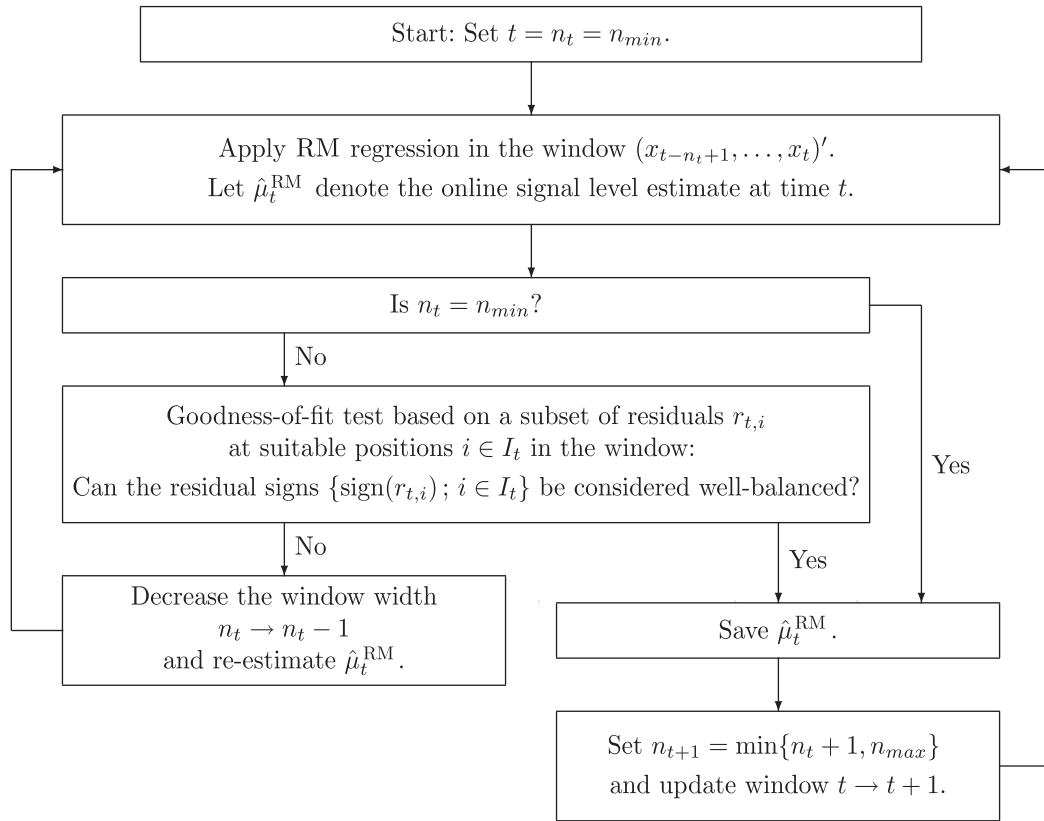 Start: Set t = n_t = n_min.
Apply RM regression in the window (x_{t−n_t+1}, . . . , x_t)′.
Let μ̂_t^RM denote the online signal level estimate at time t.
Is n_t = n_min?
No
Goodness-of-fit test based on a subset of residuals r_{t,i}
at suitable positions i ∈ I_t in the window:
Can the residual signs {sign(r_{t,i}) ; i ∈ I_t} be considered well-balanced?
Yes
No
Yes
Decrease the window width
n_t → n_t − 1
and re-estimate μ̂_t^RM.
Save μ̂_t^RM.
Set n_{t+1} = min{n_t + 1, n_max}
and update window t → t + 1.